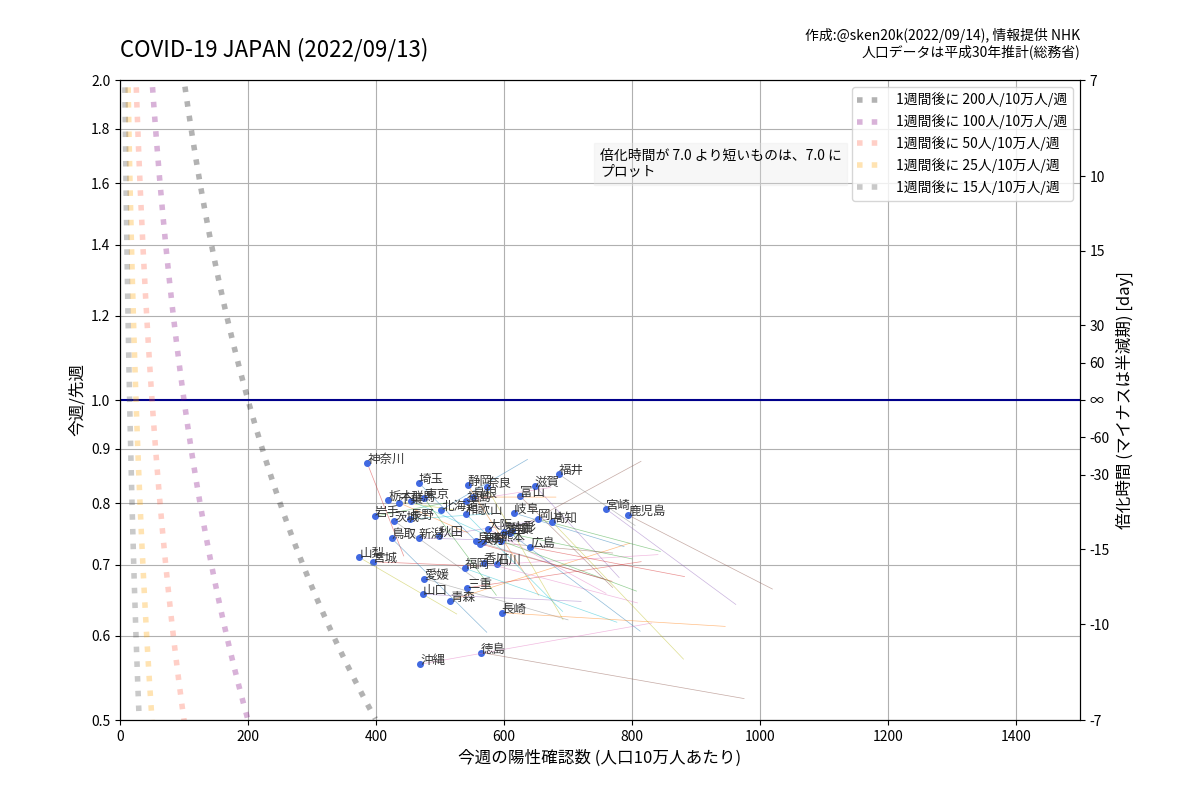 COVID-19 JAPAN (2022/09/13)
作成:@sken20k(2022/09/14), 情報提供 NHK
人口データは平成30年推計(総務省)
1週間後に 200人/10万人/週
1週間後に 100人/10万人/週
1週間後に 50人/10万人/週
1週間後に 25人/10万人/週
1週間後に 15人/10万人/週
倍化時間が 7.0 より短いものは、7.0 に
プロット
今週/先週
2.0
1.8
1.6
1.4
1.2
1.0
0.9
0.8
0.7
0.6
0.5
神奈川
福井
埼玉
静岡
奈良
滋賀
富山
栃木
東京
島根
宮崎
鹿児島
北海道
和歌山
岐阜
岡山
高知
岩手
茨城
長野
鳥取
新潟
秋田
大阪
熊本
広島
山梨
宮城
福岡
香川
石川
愛媛
山口
三重
青森
長崎
沖縄
徳島
7
10
15
30
60
∞
-60
-30
-15
-10
-7
倍化時間 (マイナスは半減期) [day]
0
200
400
600
800
1000
1200
1400
今週の陽性確認数 (人口10万人あたり)